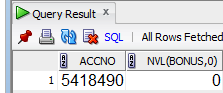 Query Result ×
SQL | All Rows Fetched
ACCNO NVL(BONUS,0)
1 5418490 0